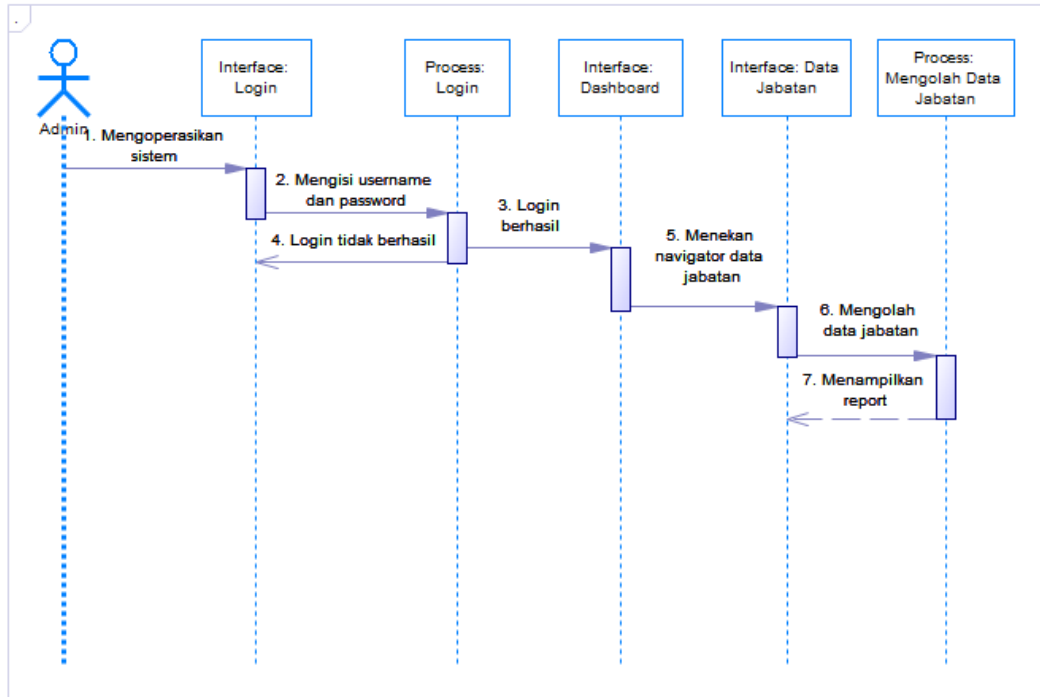 .
Interface:
Login
Process:
Login
Interface:
Dashboard
Interface: Data
Jabatan
Process:
Mengolah Data
Jabatan
Admin
1. Mengoperasikan
sistem
2. Mengisi username
dan password
3. Login
berhasil
4. Login tidak berhasil
5. Menekan
navigator data
jabatan
6. Mengolah
data jabatan
7. Menampilkan
report